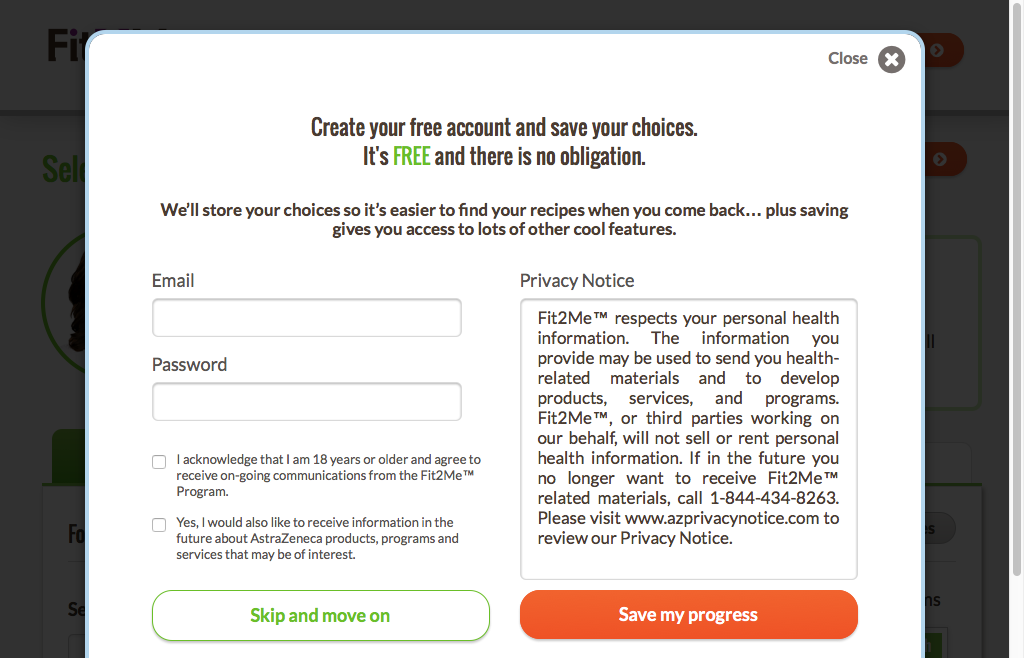 Fit
Close
Create your free account and save your choices.
It's FREE and there is no obligation.
We'll store your choices so it's easier to find your recipes when you come back... plus saving
gives you access to lots of other cool features.
Email
Password
I acknowledge that I am 18 years or older and agree to
receive on-going communications from the Fit2Me™
Program.
Yes, I would also like to receive information in the
future about AstraZeneca products, programs and
services that may be of interest.
Skip and move on
Privacy Notice
Fit2Me™ respects your personal health
information. The information you
provide may be used to send you health-
related materials and to develop
products, services, and programs.
Fit2Me™, or third parties working on
our behalf, will not sell or rent personal
health information. If in the future you
no longer want to receive Fit2Me™
related materials, call 1-844-434-8263.
Please visit www.azprivacynotice.com to
review our Privacy Notice.
Save my progress